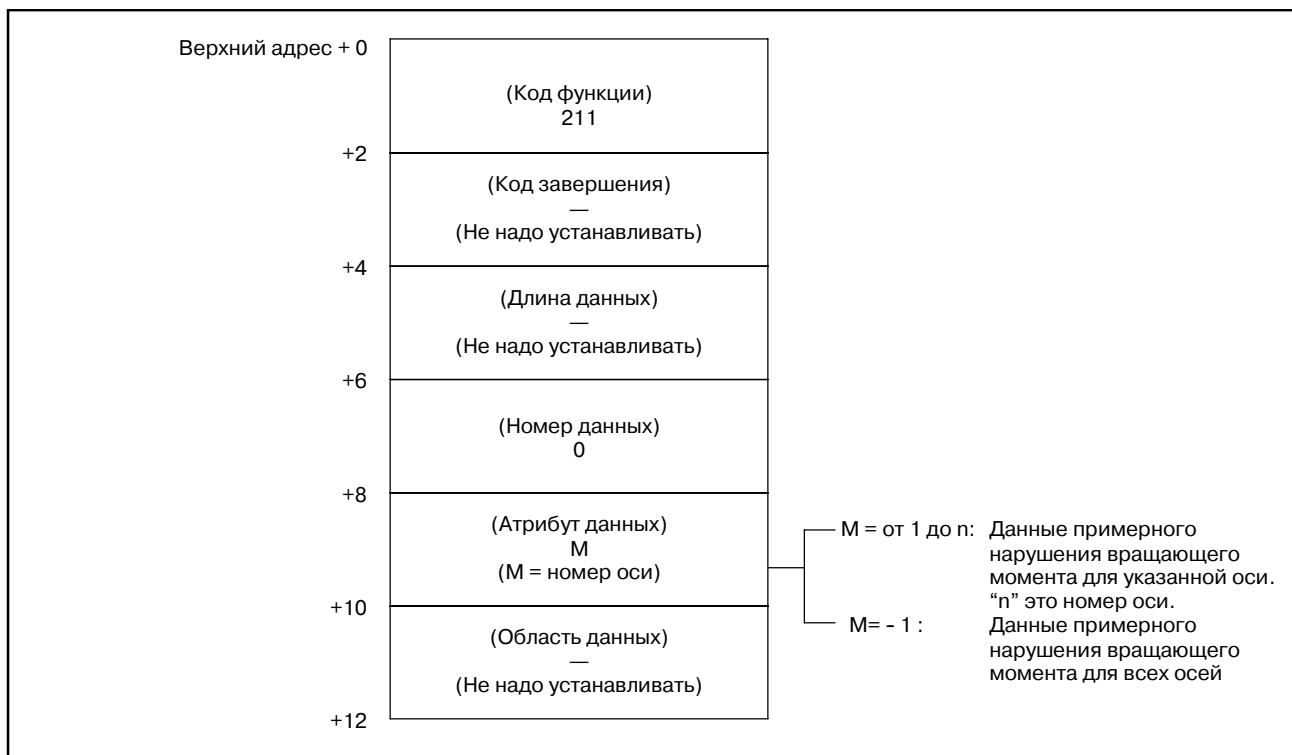 Верхний адрес + 0
(Код функции)
211
+2
(Код завершения)
—
(Не надо устанавливать)
+4
(Длина данных)
—
(Не надо устанавливать)
+6
(Номер данных)
0
+8
(Атрибут данных)
M
(M = номер оси)
+10
(Область данных)
—
(Не надо устанавливать)
+12
M = от 1 до n: Данные примерного
нарушения вращающего
момента для указанной оси.
“n” это номер оси.
M= - 1 : Данные примерного
нарушения вращающего
момента для всех осей